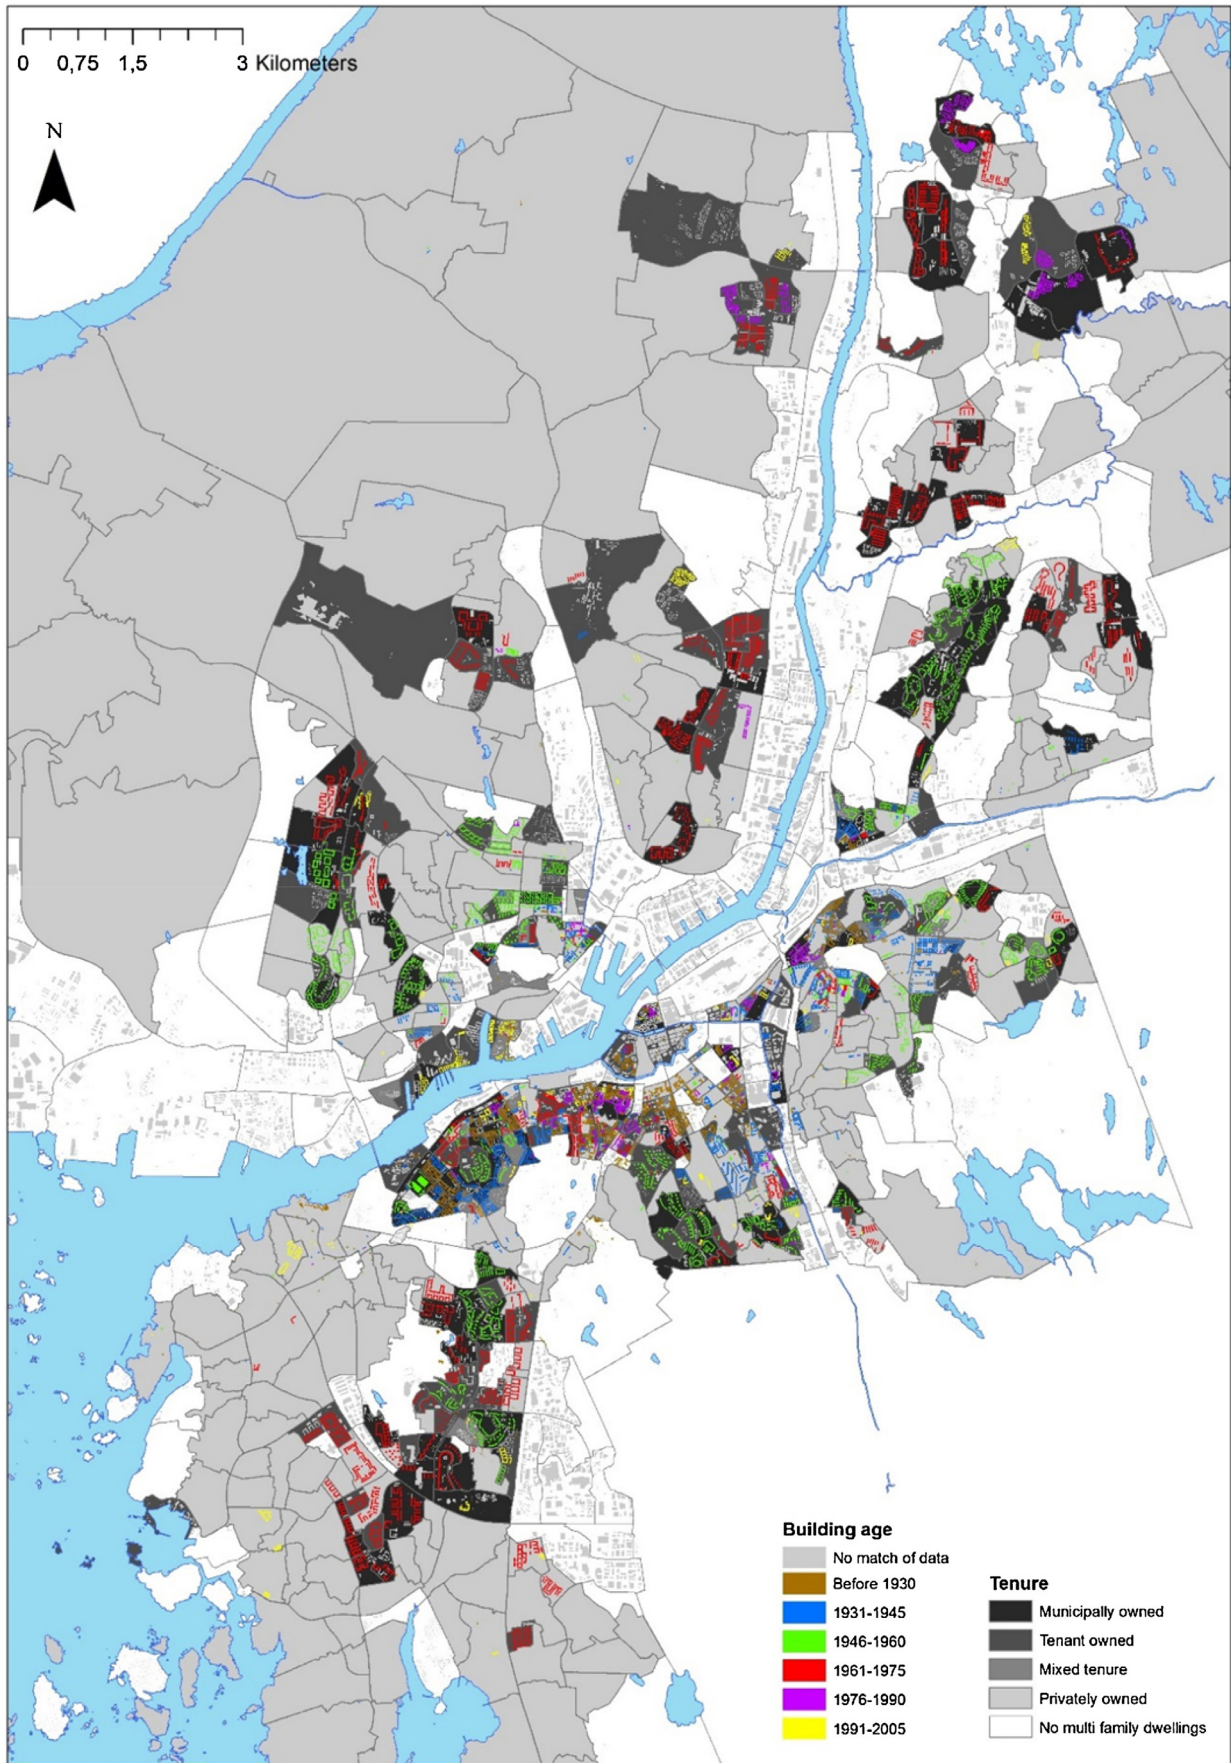 0 0,75 1,5 3 Kilometers
N
Building age
No match of data
Before 1930
1931-1945
1946-1960
1961-1975
1976-1990
1991-2005
Tenure
Municipally owned
Tenant owned
Mixed tenure
Privately owned
No multi family dwellings